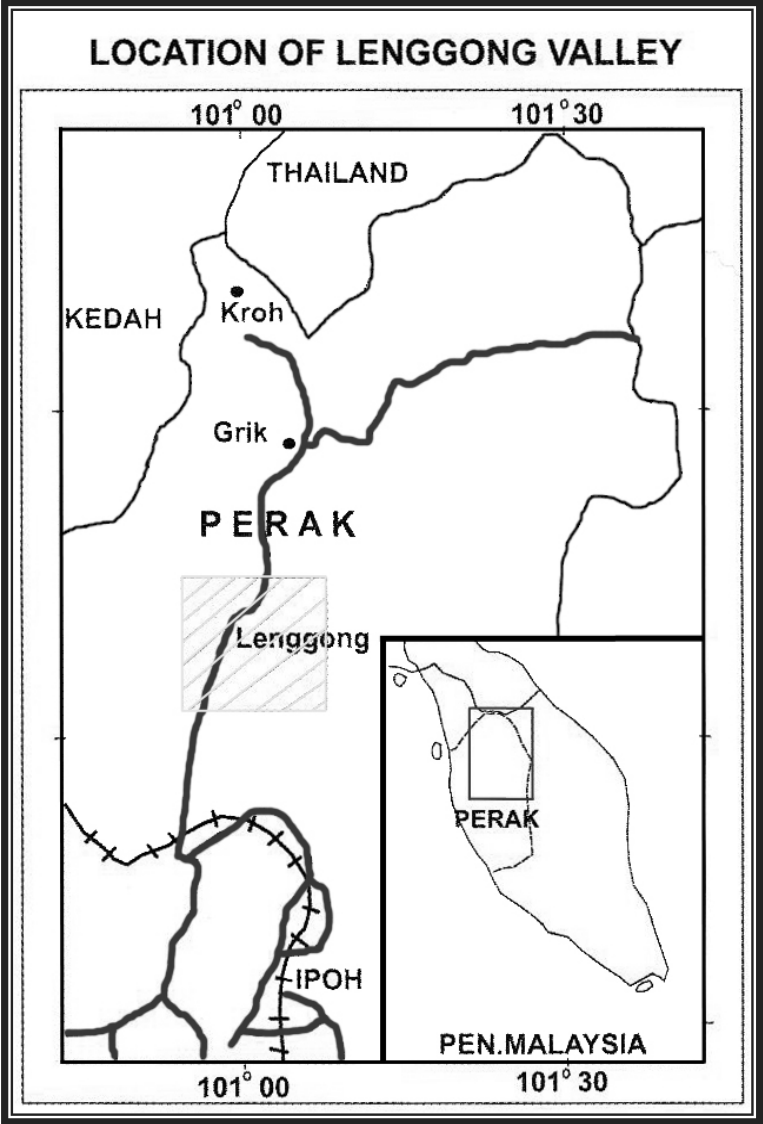 LOCATION OF LENGGONG VALLEY
101° 00
101° 30
THAILAND
KEDAH
Kroh
Grik
PERAK
Lenggong
PERAK
IPOH
PEN.MALAYSIA
101° 00
101° 30